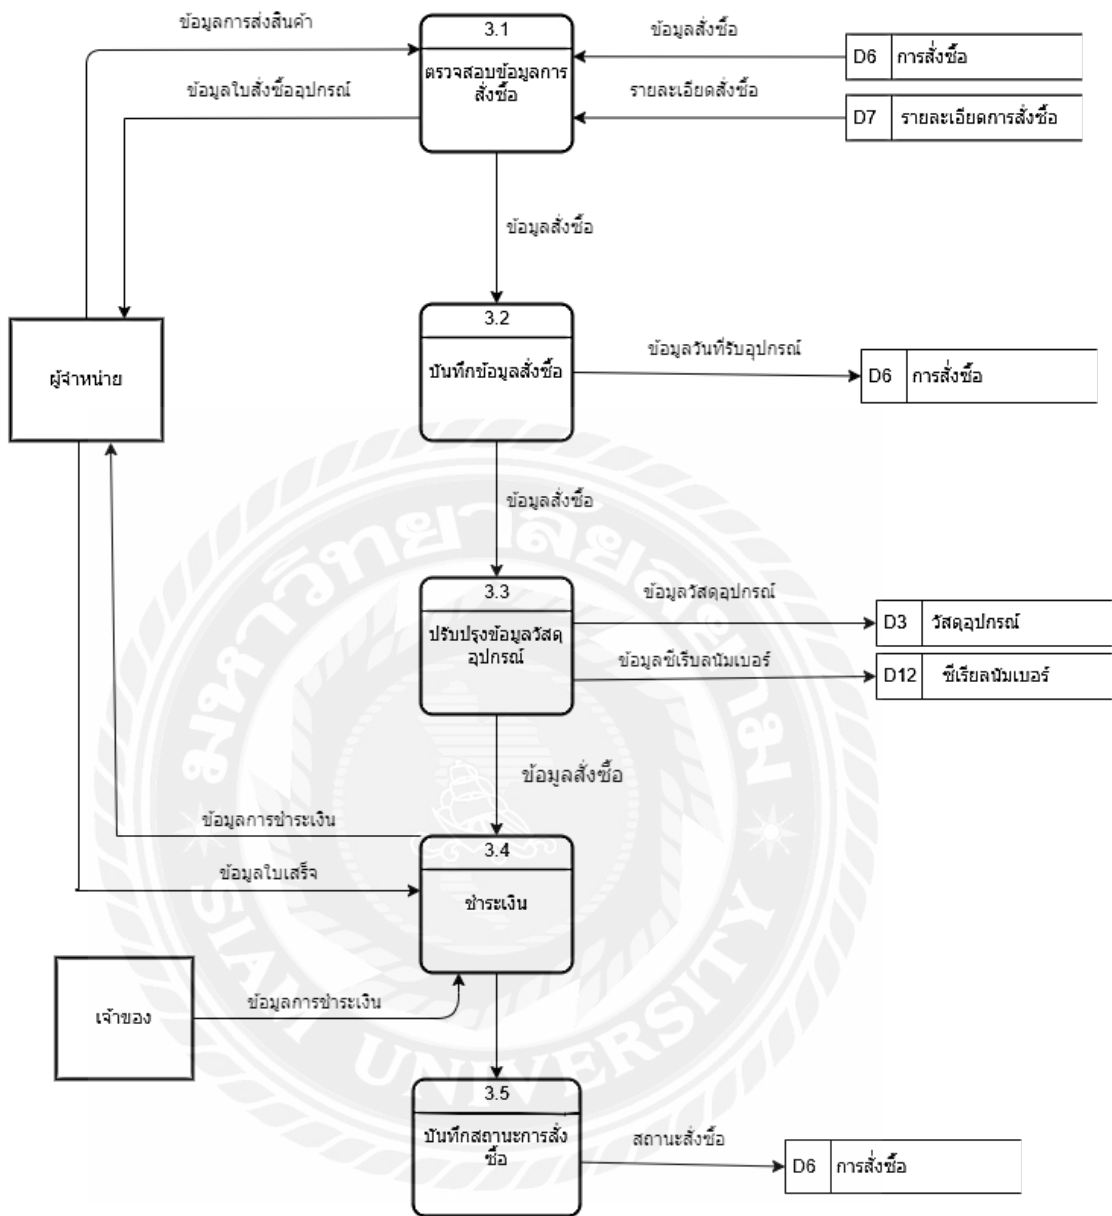 ข้อมูลการส่งสินค้า
3.1
ข้อมูลสั่งซื้อ
D6 การสั่งซื้อ
ตรวจสอบข้อมูลการ
สั่งซื้อ
ข้อมูลใบสั่งซื้ออุปกรณ์
รายละเอียดสั่งซื้อ
D7 รายละเอียดการสั่งซื้อ
ข้อมูลสั่งซื้อ
3.2
บันทึกข้อมูลสั่งซื้อ
ข้อมูลวันที่รับอุปกรณ์
D6 การสั่งซื้อ
ผู้จำหน่าย
ข้อมูลสั่งซื้อ
3.3
ปรับปรุงข้อมูลวัสดุ
อุปกรณ์
ข้อมูลวัสดุอุปกรณ์
D3 วัสดุอุปกรณ์
ข้อมูลซีเรีบลนัมเบอร์
D12 ซีเรียลนัมเบอร์
ข้อมูลสั่งซื้อ
ข้อมูลการชำระเงิน
3.4
ข้อมูลใบเสร็จ
ชำระเงิน
เจ้าของ
ข้อมูลการชำระเงิน
3.5
บันทึกสถานะการสั่ง
ซื้อ
สถานะสั่งซื้อ
D6 การสั่งซื้อ
มหาวิทยาลัยสยาม
SIAM UNIVERSITY